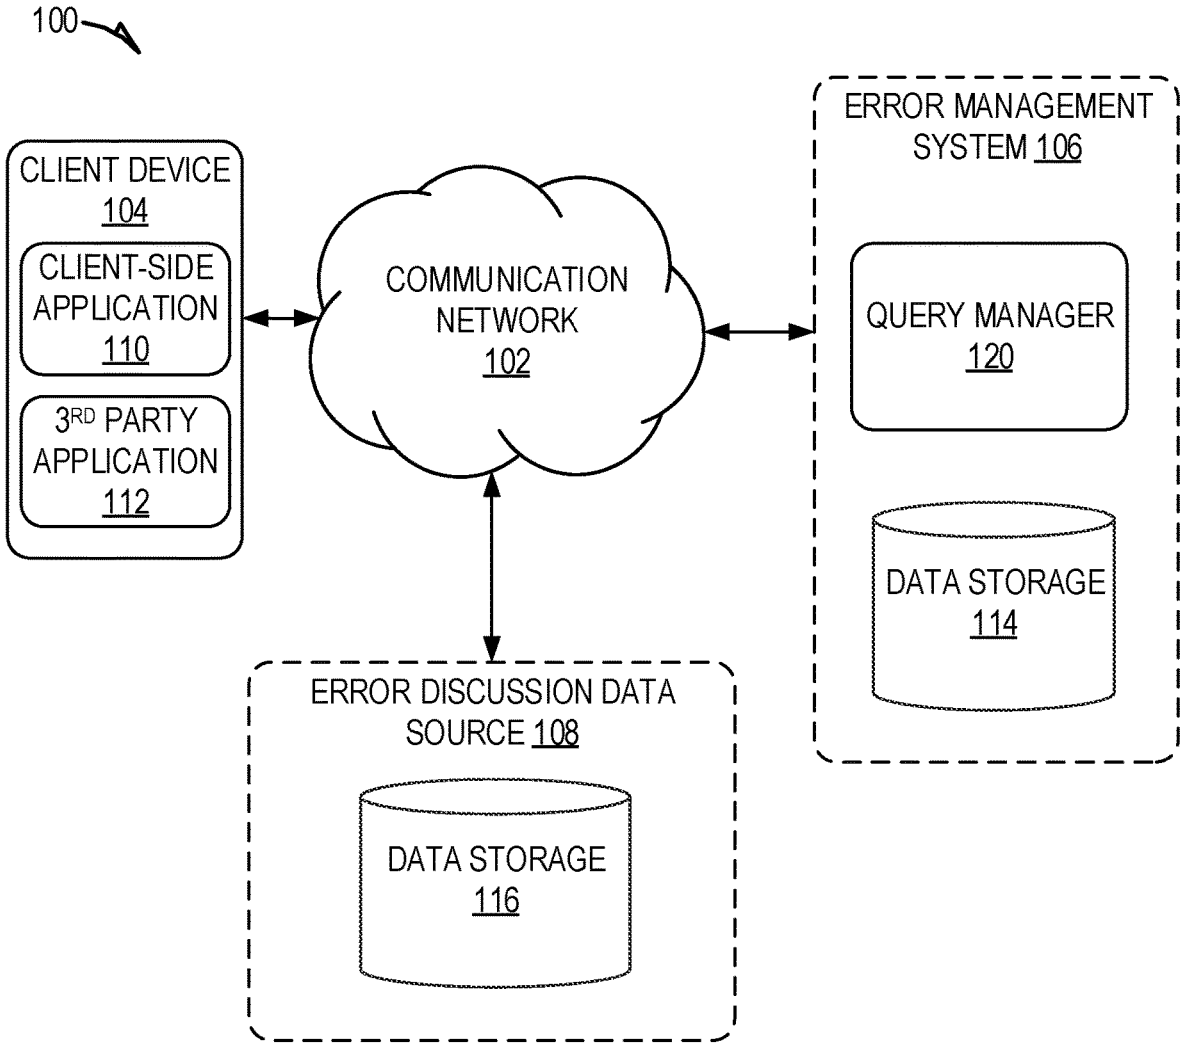 100
ERROR MANAGEMENT
SYSTEM 106
CLIENT DEVICE
104
CLIENT-SIDE
APPLICATION
110
3RD PARTY
APPLICATION
112
COMMUNICATION
NETWORK
102
QUERY MANAGER
120
DATA STORAGE
114
ERROR DISCUSSION DATA
SOURCE 108
DATA STORAGE
116